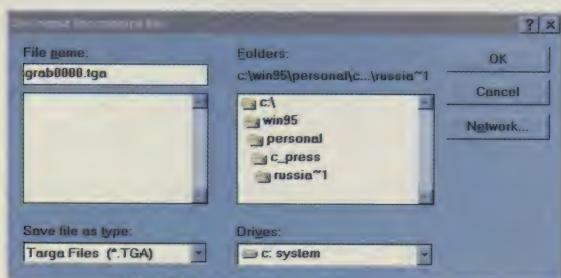 File name:
grab0000.tga
Save file as type:
Targa Files (*.TGA)
Folders:
c:\win95\personal\c...\russia~1
c:\
win95
personal
c_press
russia~1
Drives:
c: system
OK
Cancel
Network...